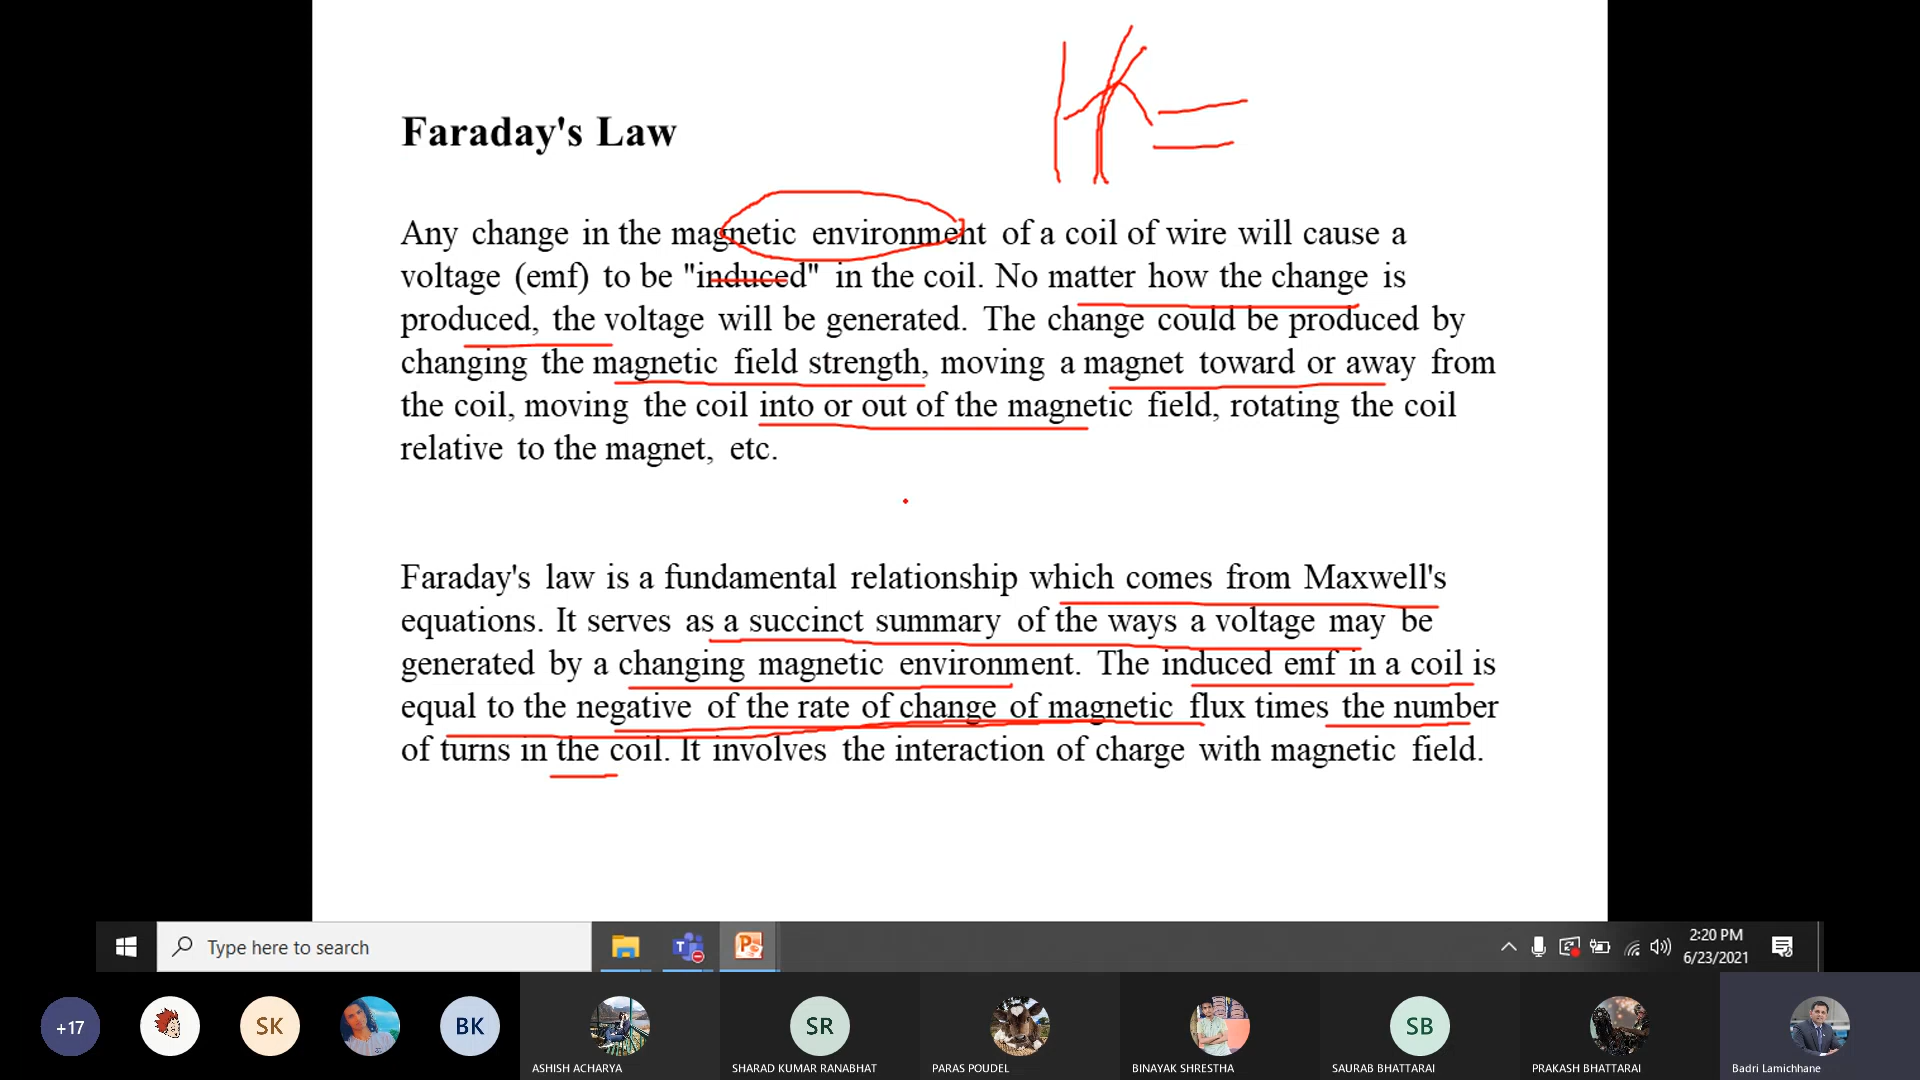 Faraday's Law
Any change in the magnetic environment of a coil of wire will cause a
voltage (emf) to be "induced" in the coil. No matter how the change is
produced, the voltage will be generated. The change could be produced by
changing the magnetic field strength, moving a magnet toward or away from
the coil, moving the coil into or out of the magnetic field, rotating the coil
relative to the magnet, etc.
Faraday's law is a fundamental relationship which comes from Maxwell's
equations. It serves as a succinct summary of the ways a voltage may be
generated by a changing magnetic environment. The induced emf in a coil is
equal to the negative of the rate of change of magnetic flux times the number
of turns in the coil. It involves the interaction of charge with magnetic field.
Type here to search
2:20 PM
6/23/2021
+17
SK
BK
SR
SB
ASHISH ACHARYA
SHARAD KUMAR RANABHAT
PARAS POUDEL
BINAYAK SHRESTHA
SAURAB BHATTARAI
PRAKASH BHATTARAI
Badri Lamichhane